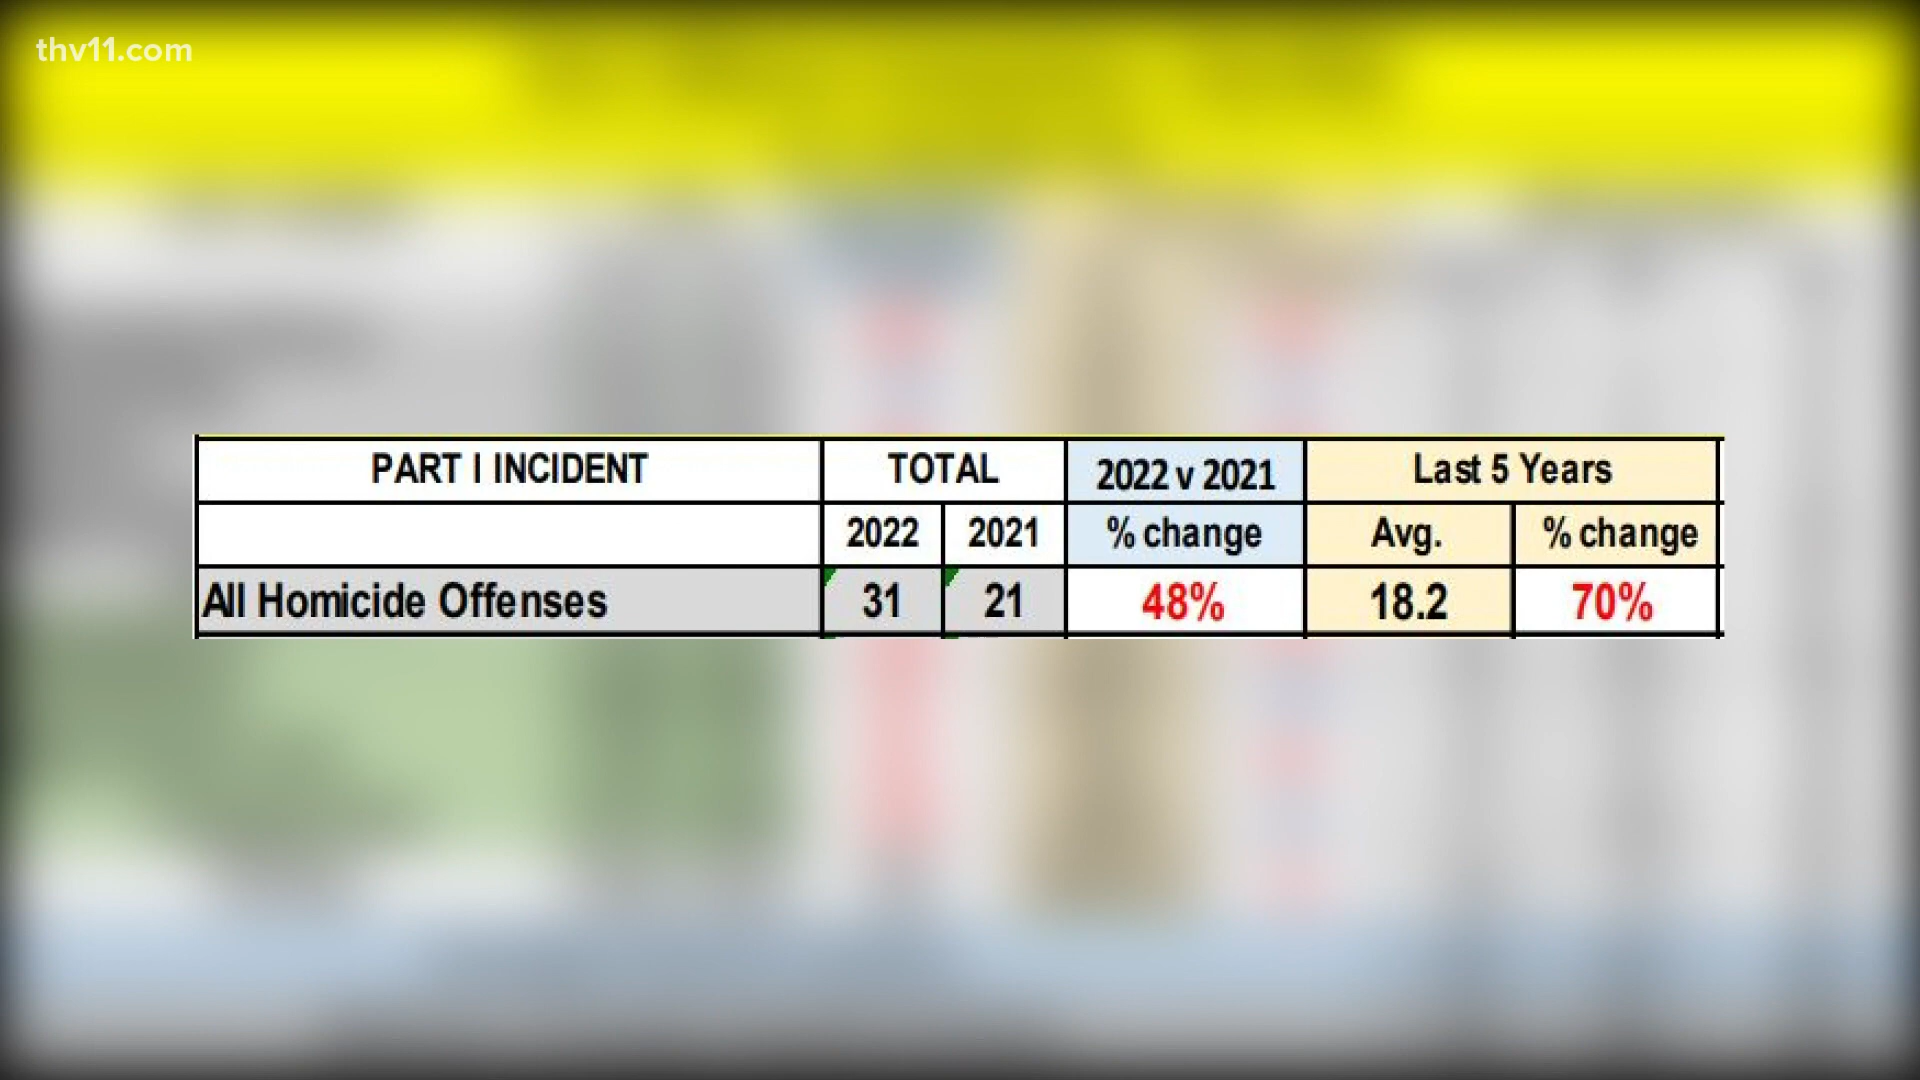 thv11.com
PART I INCIDENT TOTAL 2022 v 2021 Last 5 Years
2022 2021 % change Avg. % change
All Homicide Offenses 31 21 48% 18.2 70%